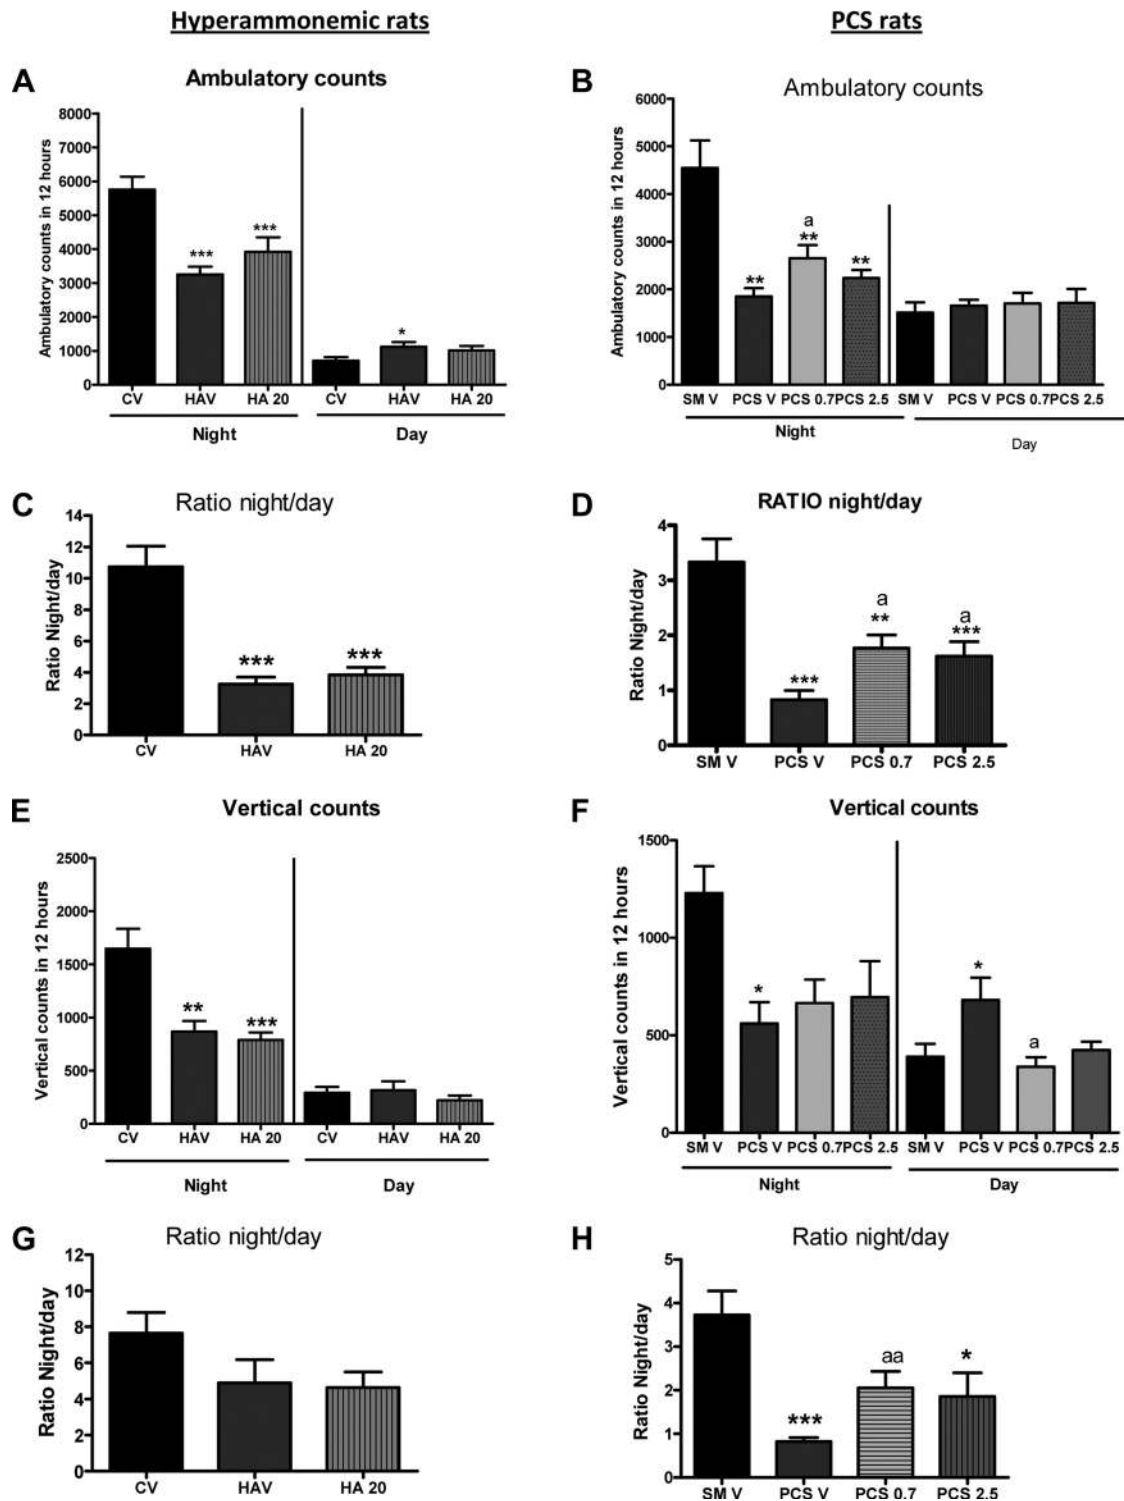 Hyperammonemic rats
PCS rats
A
Ambulatory counts
Ambulatory counts in 12 hours
8000
7000
6000
5000
4000
3000
2000
1000
0
***
***
*
CV HAV HA 20 CV HAV HA 20
Night Day
B
Ambulatory counts
Ambulatory counts in 12 hours
6000
5000
4000
3000
2000
1000
0
**
a
**
**
SM V PCS V PCS 0.7 PCS 2.5 SM V PCS V PCS 0.7 PCS 2.5
Night Day
C
Ratio night/day
Ratio Night/day
14
12
10
8
6
4
2
0
***
***
CV HAV HA 20
D
RATIO night/day
Ratio Night/day
4
3
2
1
0
***
a
**
a
***
SM V PCS V PCS 0.7 PCS 2.5
E
Vertical counts
Vertical counts in 12 hours
2500
2000
1500
1000
500
0
**
***
CV HAV HA 20 CV HAV HA 20
Night Day
F
Vertical counts
Vertical counts in 12 hours
1500
1000
500
0
*
*
a
SM V PCS V PCS 0.7 PCS 2.5 SM V PCS V PCS 0.7 PCS 2.5
Night Day
G
Ratio night/day
Ratio Night/day
12
10
8
6
4
2
0
CV HAV HA 20
H
Ratio night/day
Ratio Night/day
5
4
3
2
1
0
***
aa
*
SM V PCS V PCS 0.7 PCS 2.5